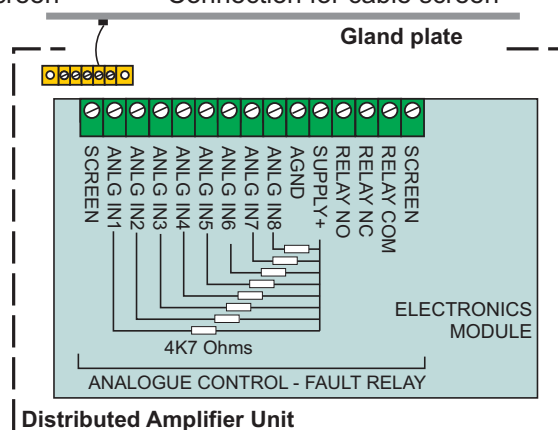 reen Connection for cable screen
Gland plate
SCREEN
ANLG IN1
ANLG IN2
ANLG IN3
ANLG IN4
ANLG IN5
ANLG IN6
ANLG IN7
ANLG IN8
AGND
SUPPLY+
RELAY NO
RELAY NC
RELAY COM
SCREEN
ELECTRONICS
MODULE
4K7 Ohms
ANALOGUE CONTROL - FAULT RELAY
Distributed Amplifier Unit